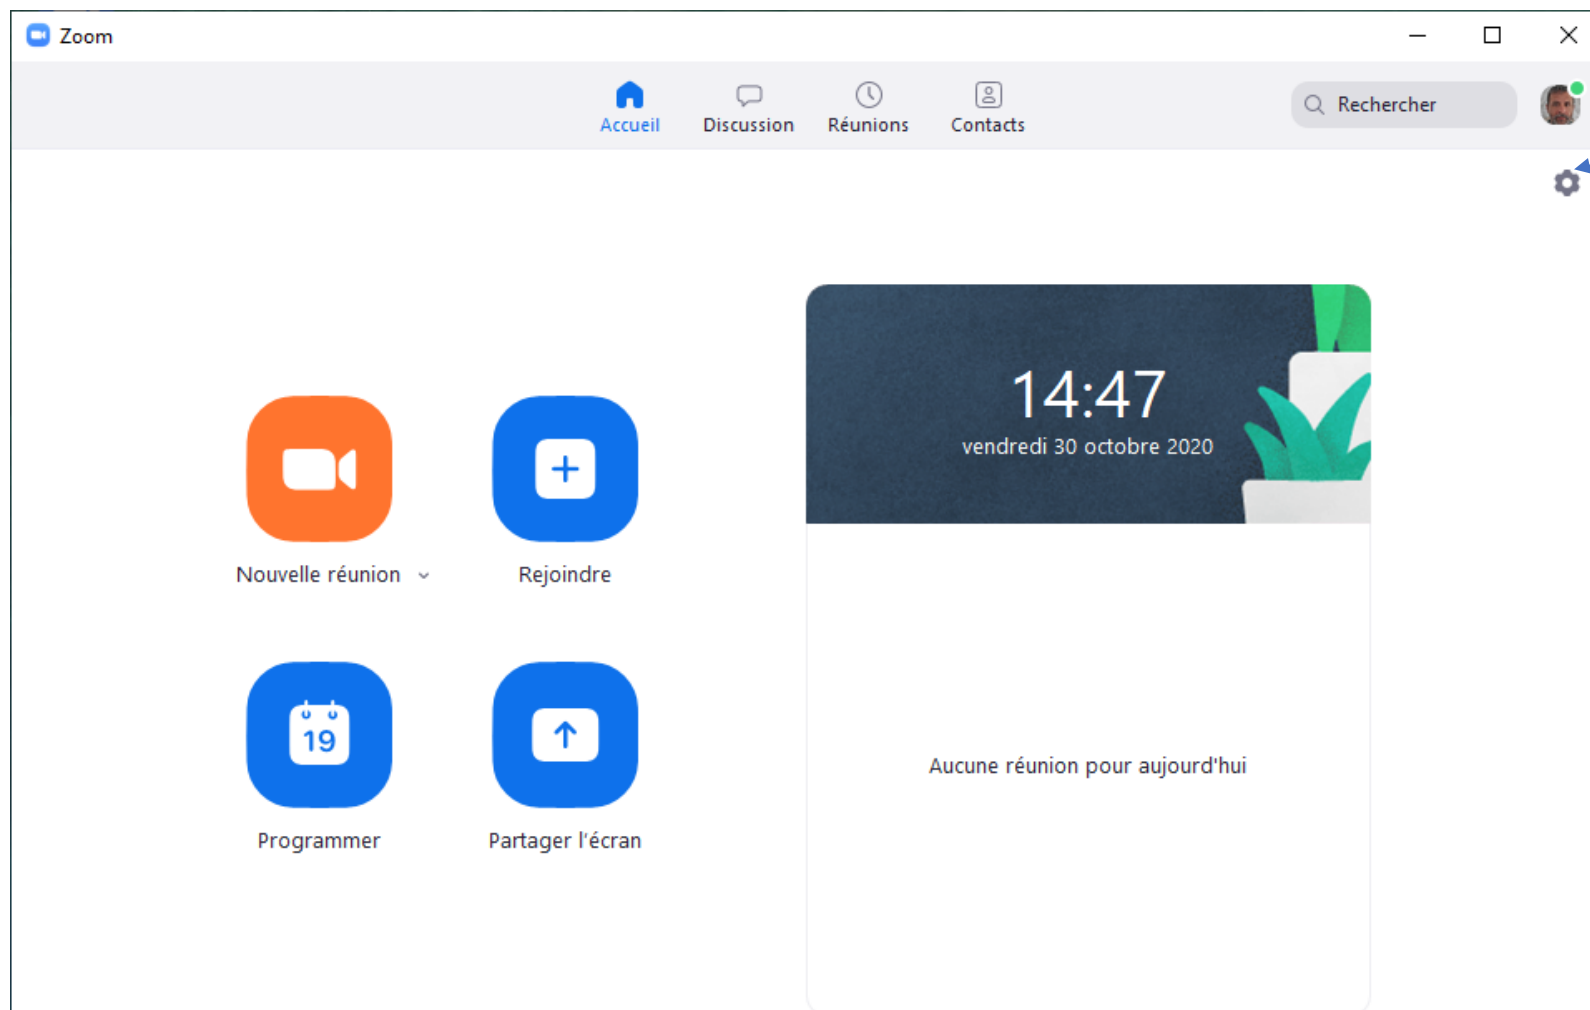 Zoom
Accueil
Discussion
Réunions
Contacts
Rechercher
14:47
vendredi 30 octobre 2020
Nouvelle réunion
Rejoindre
19
Programmer
Partager l'écran
Aucune réunion pour aujourd'hui